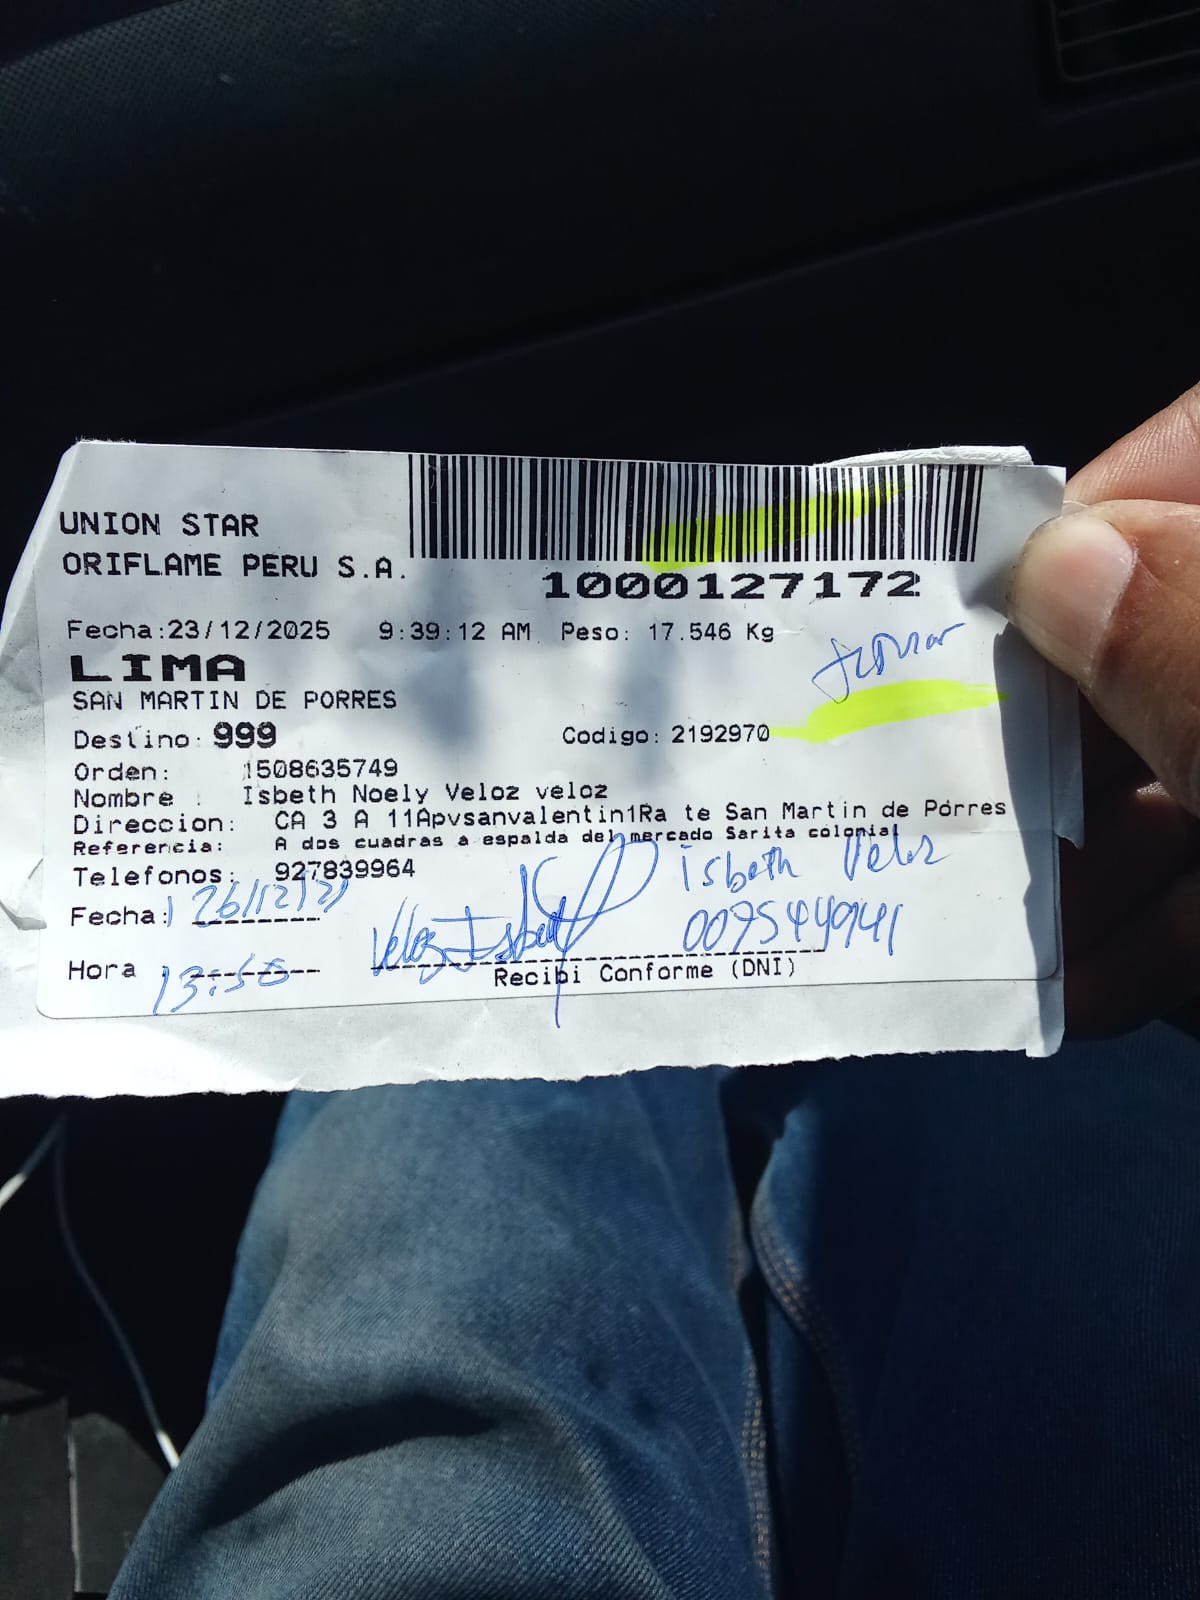 UNION STAR
ORIFLAME PERU S.A.
1000127172
Fecha:23/12/2025 9:39:12 AM Peso: 17.546 Kg
LIMA
SAN MARTIN DE PORRES
Destino: 999 Codigo: 2192970
Orden: 1508635749
Nombre : Isbeth Noely Veloz veloz
Direccion: CA 3 A 11Apvsanvalentin1Ra te San Martin de Porres
Referencia: A dos cuadras a espalda del mercado Sarita colonial
Telefonos: 927839964
isbeth Veloz
Fecha: 26/12/25
Veloz Isbeth 
Hora 13:50
Recibi Conforme (DNI)